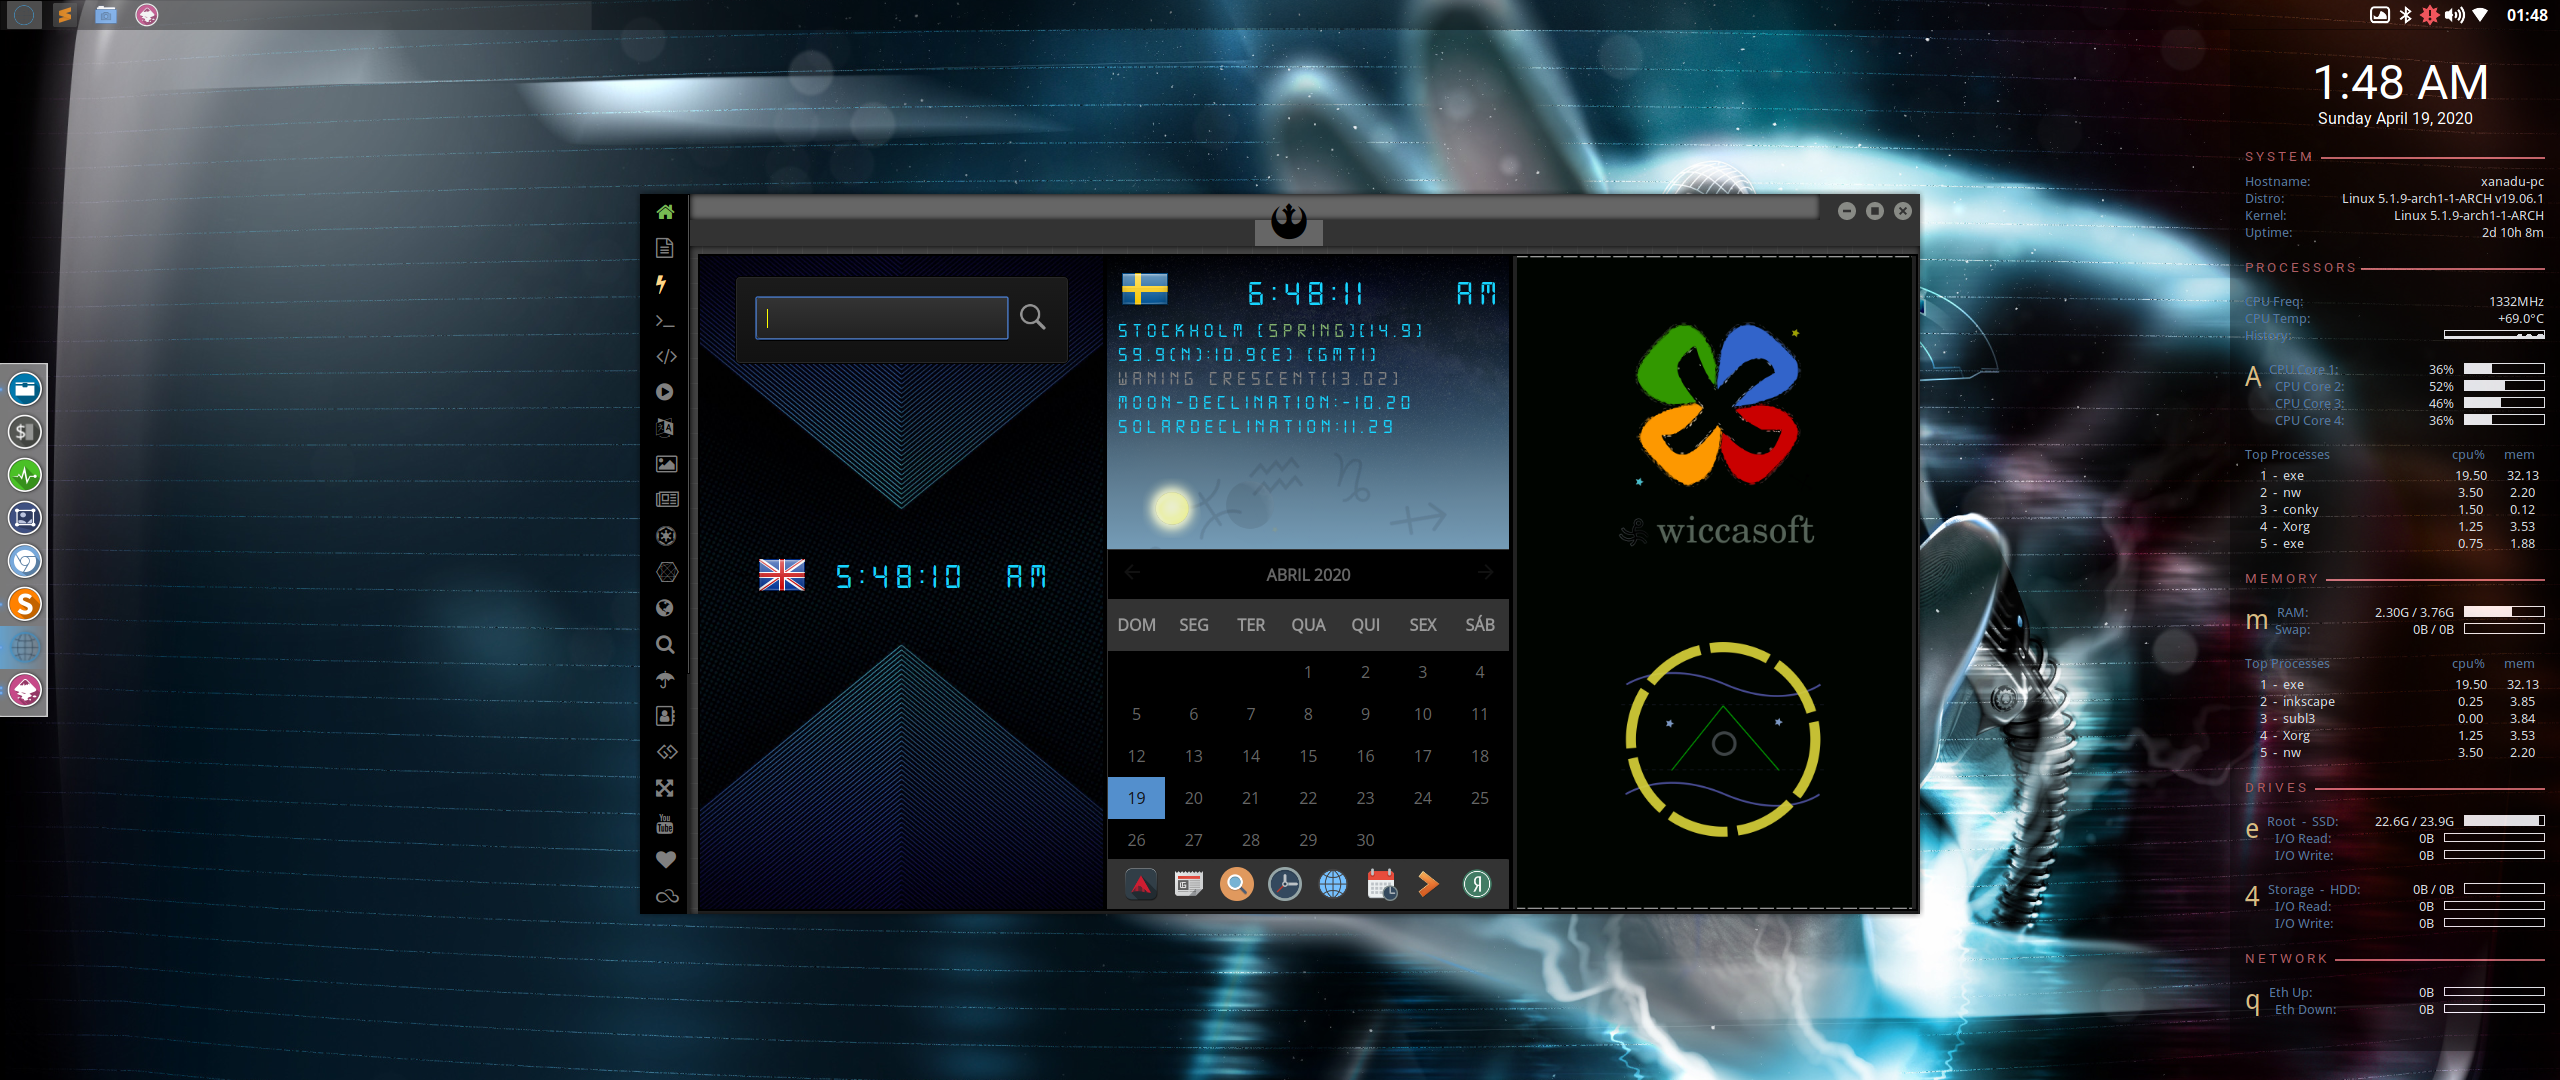 01:48
1:48 AM
Sunday April 19, 2020
SYSTEM
Hostname: xanadu-pc
Distro: Linux 5.1.9-arch1-1-ARCH v19.06.1
Kernel: Linux 5.1.9-arch1-1-ARCH
Uptime: 2d 10h 8m
PROCESSORS
CPU Freq: 1332MHz
CPU Temp: +69.0°C
History:
A CPU Core 1: 36%
CPU Core 2: 52%
CPU Core 3: 46%
CPU Core 4: 36%
Top Processes cpu% mem
1 - exe 19.50 32.13
2 - nw 3.50 2.20
3 - conky 1.50 0.12
4 - Xorg 1.25 3.53
5 - exe 0.75 1.88
MEMORY
m RAM: 2.30G / 3.76G
Swap: 0B / 0B
Top Processes cpu% mem
1 - exe 19.50 32.13
2 - inkscape 0.25 3.85
3 - subl3 0.00 3.84
4 - Xorg 1.25 3.53
5 - nw 3.50 2.20
DRIVES
e Root - SSD: 22.6G / 23.9G
I/O Read: 0B
I/O Write: 0B
4 Storage - HDD: 0B / 0B
I/O Read: 0B
I/O Write: 0B
NETWORK
q Eth Up: 0B
Eth Down: 0B
You
Tube
5:48:10 AM
6:48:11 AM
STOCKHOLM (SPRING)(14.9)
59.9(N):10.9(E) (GMT1)
WANING CRESCENT(13.02)
MOON-DECLINATION:-10.20
SOLARDECLINATION:11.29
ABRIL 2020
DOM SEG TER QUA QUI SEX SÁB
1 2 3 4
5 6 7 8 9 10 11
12 13 14 15 16 17 18
19 20 21 22 23 24 25
26 27 28 29 30
wiccasoft